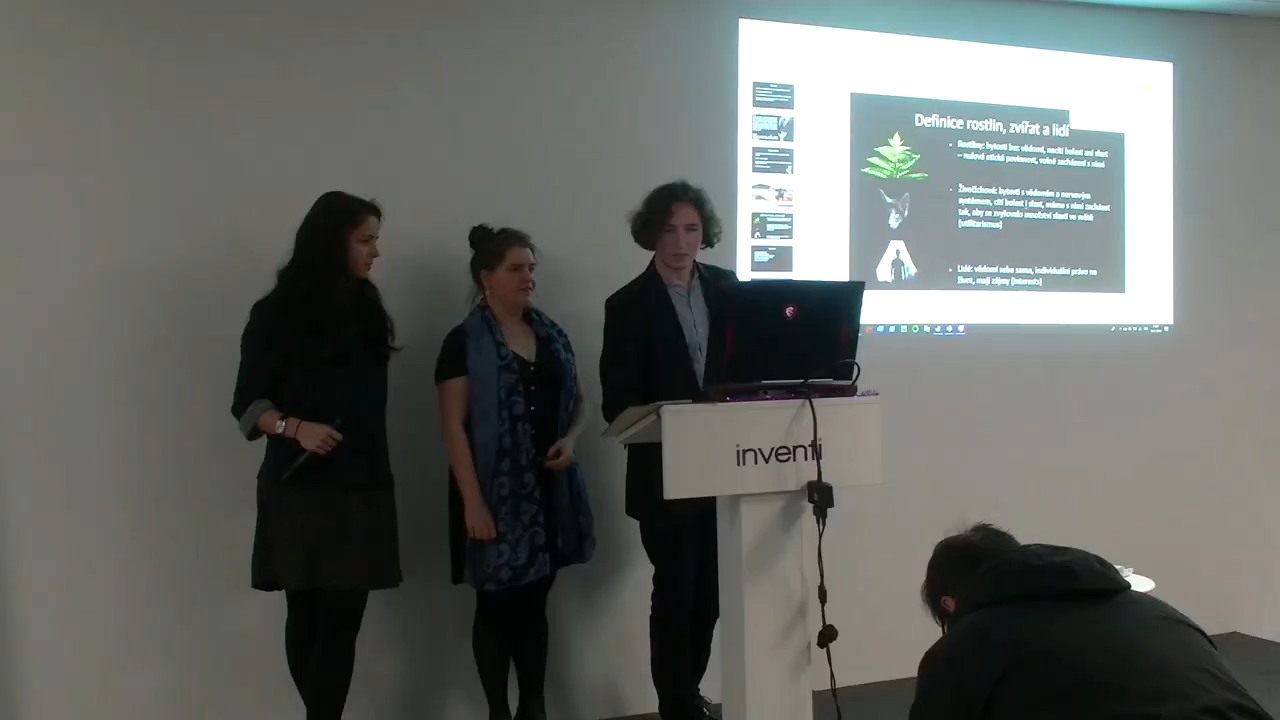 Definice rostlin, zvířat a lidí
Rostliny: bytosti bez vědomí, necítí bolest ani slast
– nulová etická povinnost, volné zacházení s nimi
Živočichové: bytosti s vědomím a nervovým
systémem, cítí bolest i slast, máme s nimi zacházet
tak, aby se zvyšovalo množství slasti ve světě
(utilitarismus)
Lidé: vědomí sebe sama, individuální právo na
život, mají zájmy (interests)
inventi